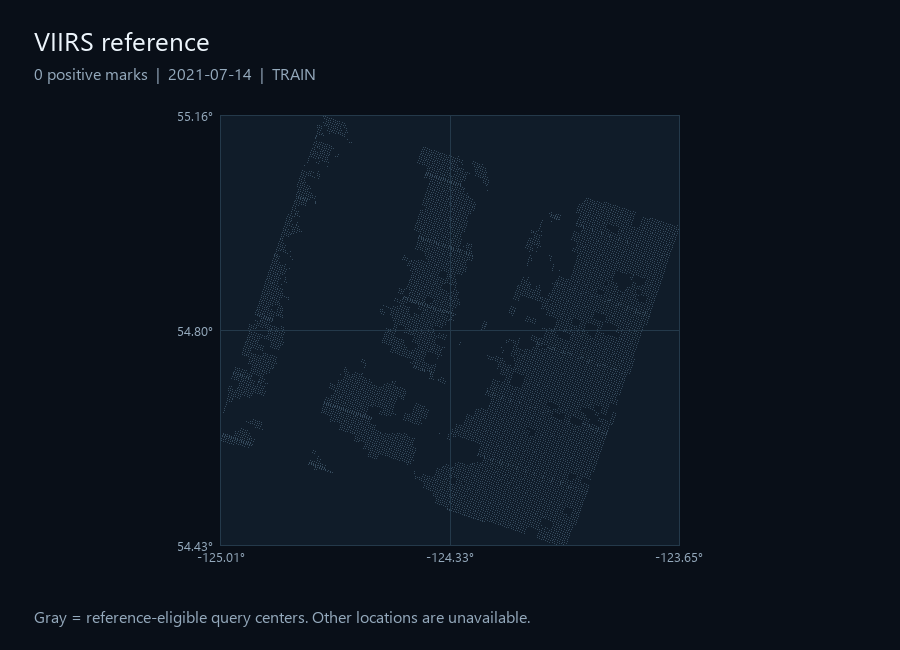 VIIRS reference
0 positive marks | 2021-07-14 | TRAIN
55.16°
54.80°
54.43°
-125.01°
-124.33°
-123.65°
Gray = reference-eligible query centers. Other locations are unavailable.